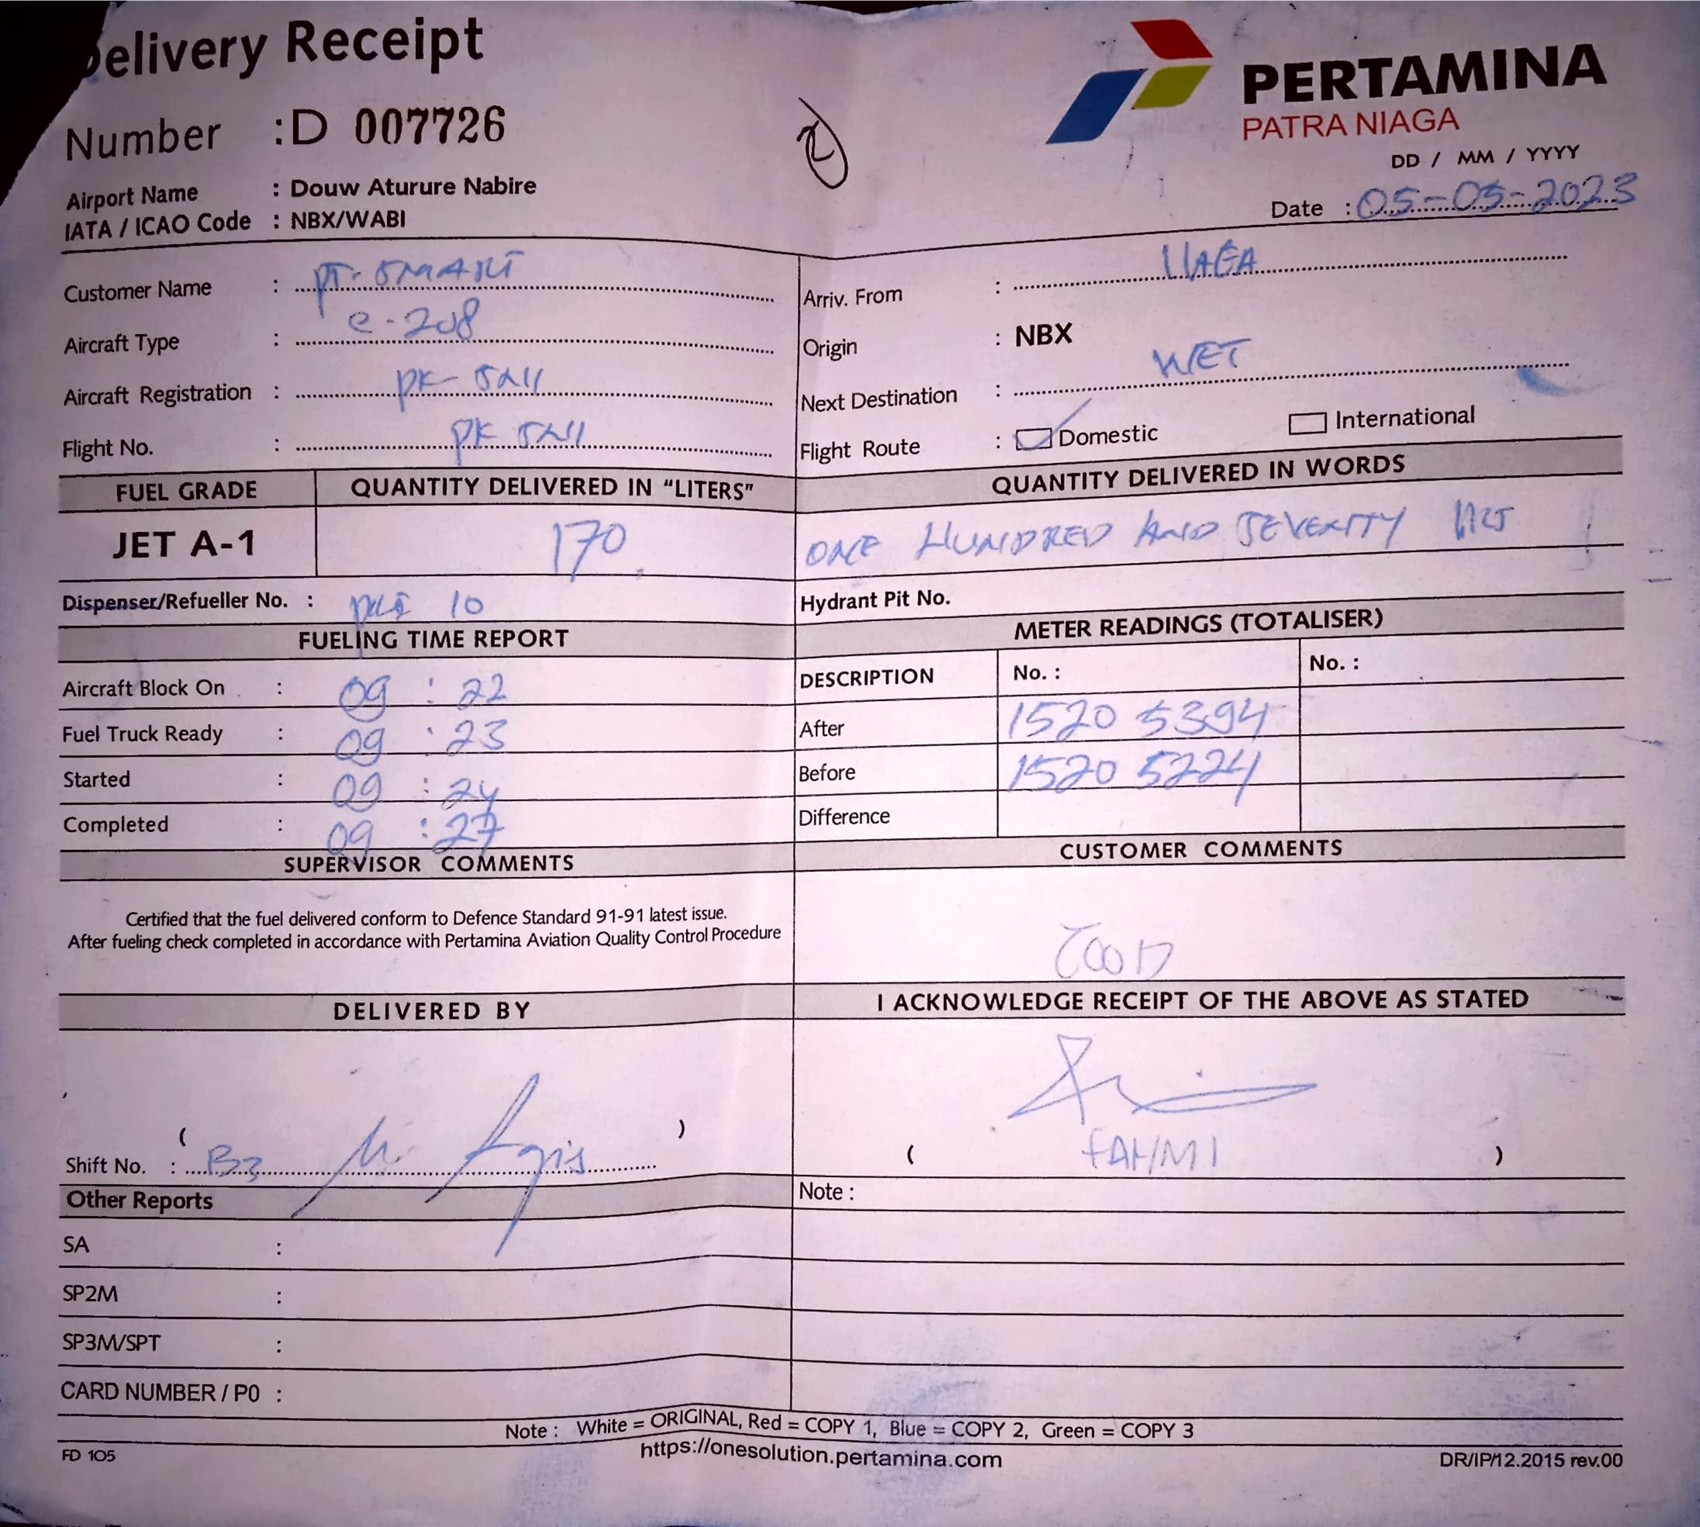 Delivery Receipt
PERTAMINA
PATRA NIAGA
Number : D 007726
DD / MM / YYYY
Airport Name : Douw Aturure Nabire
IATA / ICAO Code : NBX/WABI
Date : 05-05-2023
Customer Name : PT. SMART
Arriv. From :
Aircraft Type : C-208
Origin : NBX
Aircraft Registration : PK-
Next Destination : WET
Flight No. : PK
Flight Route : Domestic International
FUEL GRADE QUANTITY DELIVERED IN "LITERS" QUANTITY DELIVERED IN WORDS
JET A-1 170 ONE HUNDRED AND SEVENTY
Dispenser/Refueller No. : 10
Hydrant Pit No.
FUELING TIME REPORT
METER READINGS (TOTALISER)
Aircraft Block On : 09 : 22
DESCRIPTION No. : No. :
Fuel Truck Ready : 09 : 23
After 1520 5394
Started : 09 : 24
Before 1520 5224
Completed : 09 : 27
Difference
SUPERVISOR COMMENTS
CUSTOMER COMMENTS
Certified that the fuel delivered conform to Defence Standard 91-91 latest issue.
After fueling check completed in accordance with Pertamina Aviation Quality Control Procedure
GOOD
DELIVERED BY
I ACKNOWLEDGE RECEIPT OF THE ABOVE AS STATED
( )
Shift No. : B3
( FAHMI )
Other Reports
Note :
SA :
SP2M :
SP3M/SPT :
CARD NUMBER / P0 :
Note : White = ORIGINAL, Red = COPY 1, Blue = COPY 2, Green = COPY 3
FD 105
https://onesolution.pertamina.com
DR/IP/12.2015 rev.00